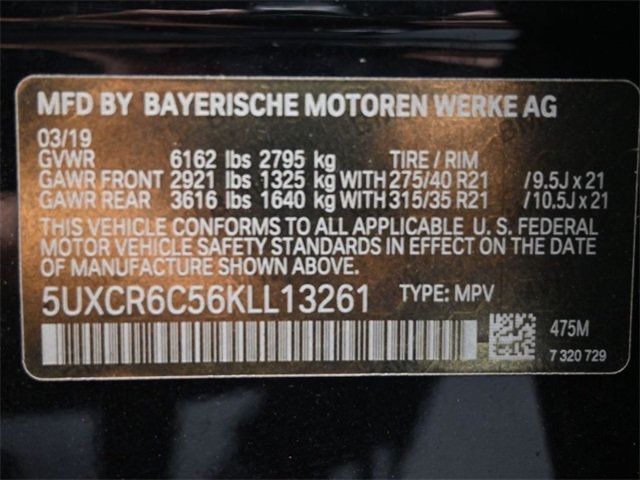 MFD BY BAYERISCHE MOTOREN WERKE AG
03/19
GVWR 6162 lbs 2795 kg TIRE / RIM
GAWR FRONT 2921 lbs 1325 kg WITH 275/40 R21 /9.5J x 21
GAWR REAR 3616 lbs 1640 kg WITH 315/35 R21 /10.5J x 21
THIS VEHICLE CONFORMS TO ALL APPLICABLE U.S. FEDERAL
MOTOR VEHICLE SAFETY STANDARDS IN EFFECT ON THE DATE
OF MANUFACTURE SHOWN ABOVE.
5UXCR6C56KLL13261 TYPE: MPV
475M
7 320 729